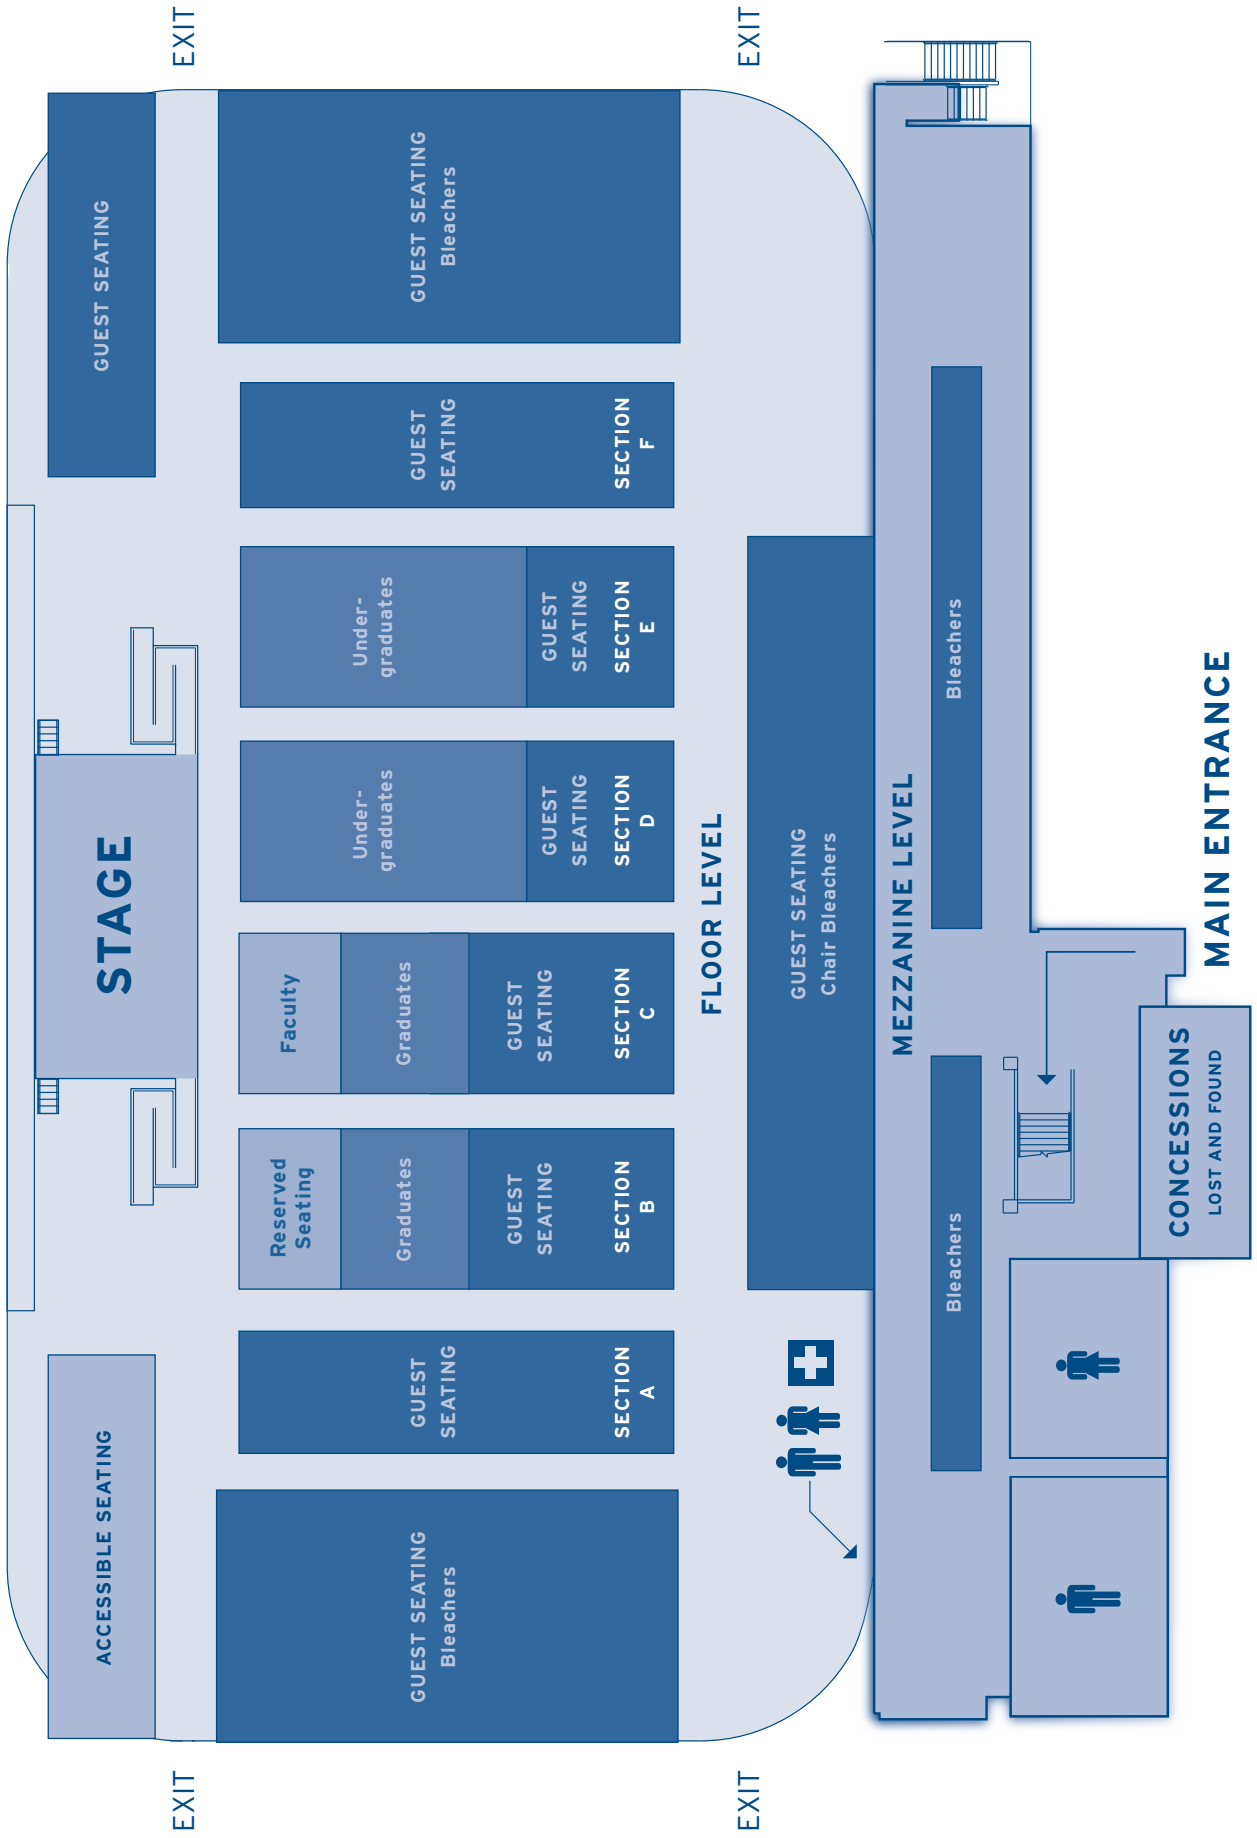 EXIT
EXIT
ACCESSIBLE SEATING
STAGE
GUEST SEATING
GUEST SEATING
Bleachers
GUEST
SEATING
SECTION
A
Reserved
Seating
Graduates
GUEST
SEATING
SECTION
B
Faculty
Graduates
GUEST
SEATING
SECTION
C
Under-
graduates
GUEST
SEATING
SECTION
D
Under-
graduates
GUEST
SEATING
SECTION
E
GUEST
SEATING
SECTION
F
GUEST SEATING
Bleachers
FLOOR LEVEL
EXIT
EXIT
GUEST SEATING
Chair Bleachers
MEZZANINE LEVEL
Bleachers
Bleachers
CONCESSIONS
LOST AND FOUND
MAIN ENTRANCE